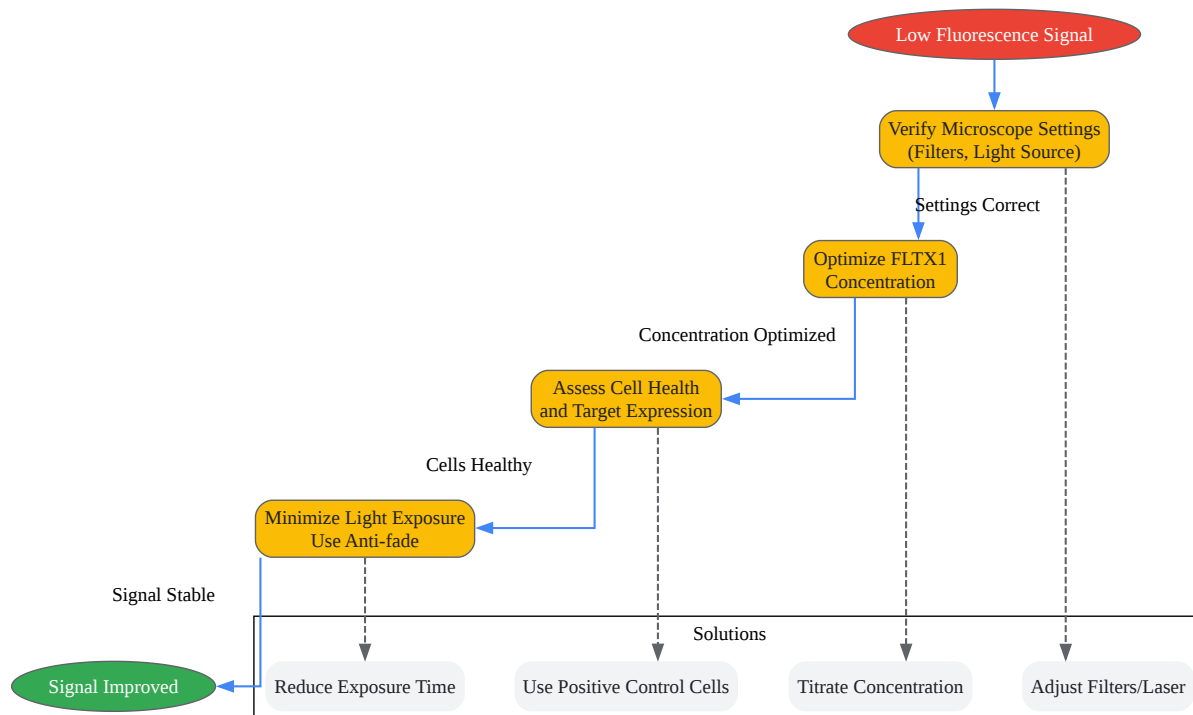 Low Fluorescence Signal
Verify Microscope Settings
(Filters, Light Source)
Settings Correct
Optimize FLTX1
Concentration
Concentration Optimized
Assess Cell Health
and Target Expression
Cells Healthy
Minimize Light Exposure
Use Anti-fade
Signal Stable
Solutions
Signal Improved
Reduce Exposure Time
Use Positive Control Cells
Titrate Concentration
Adjust Filters/Laser